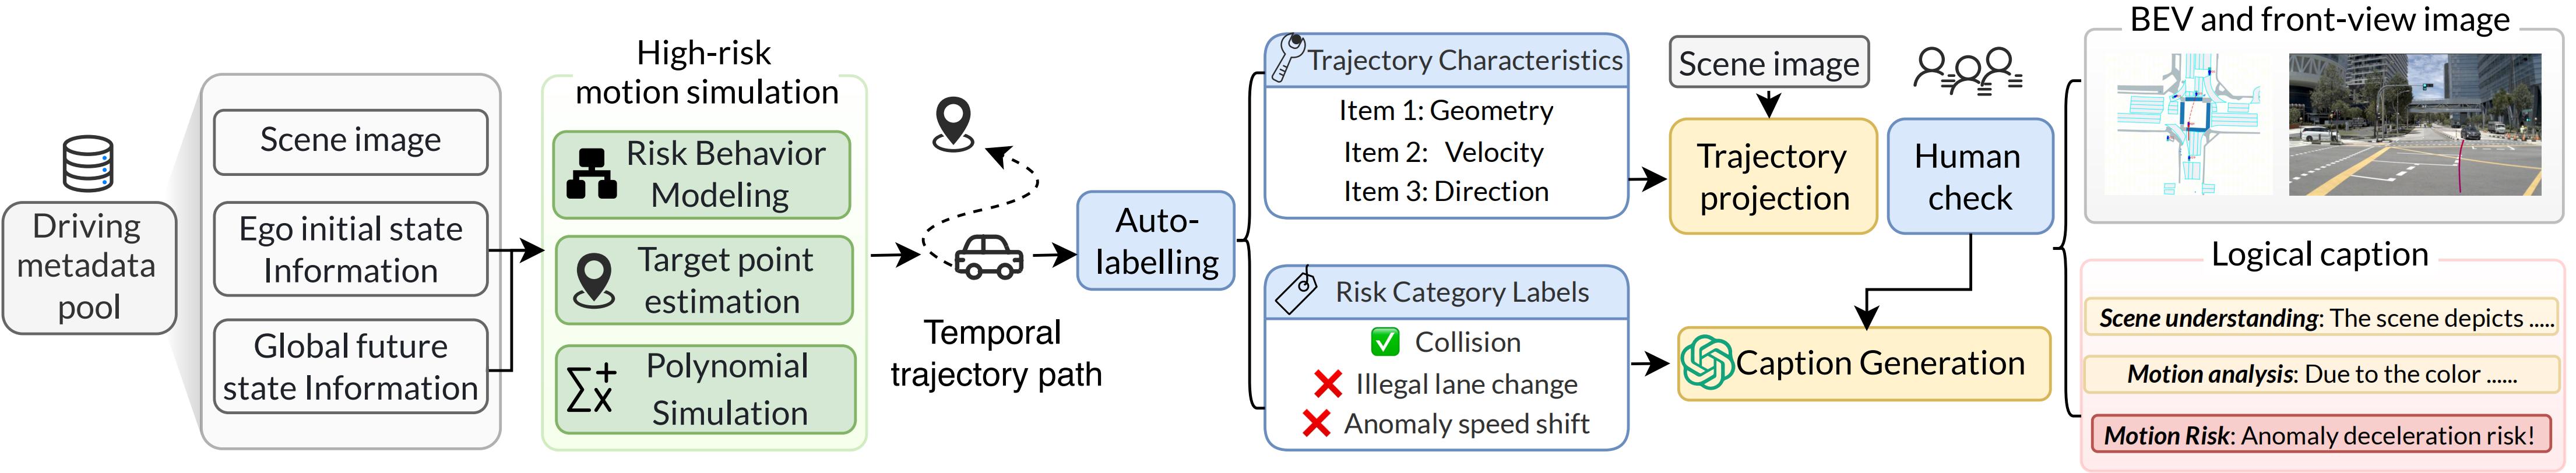 Driving
metadata
pool
Scene image
Ego initial state
Information
Global future
state Information
High-risk
motion simulation
Risk Behavior
Modeling
Target point
estimation
Polynomial
Simulation
Temporal
trajectory path
Auto-
labelling
Trajectory Characteristics
Item 1: Geometry
Item 2: Velocity
Item 3: Direction
Risk Category Labels
Collision
Illegal lane change
Anomaly speed shift
Scene image
Trajectory
projection
Human
check
Caption Generation
BEV and front-view image
Logical caption
Scene understanding: The scene depicts .....
Motion analysis: Due to the color ......
Motion Risk: Anomaly deceleration risk!